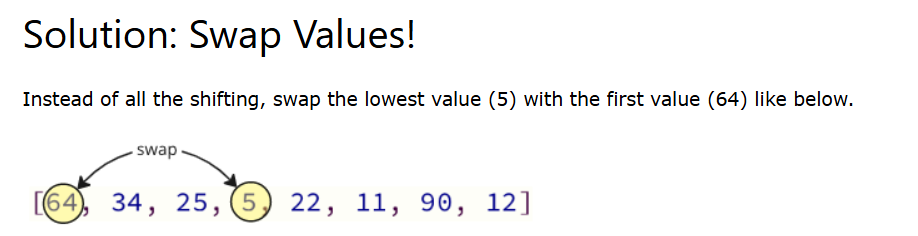 Solution: Swap Values!
Instead of all the shifting, swap the lowest value (5) with the first value (64) like below.
swap
[64, 34, 25, 5, 22, 11, 90, 12]